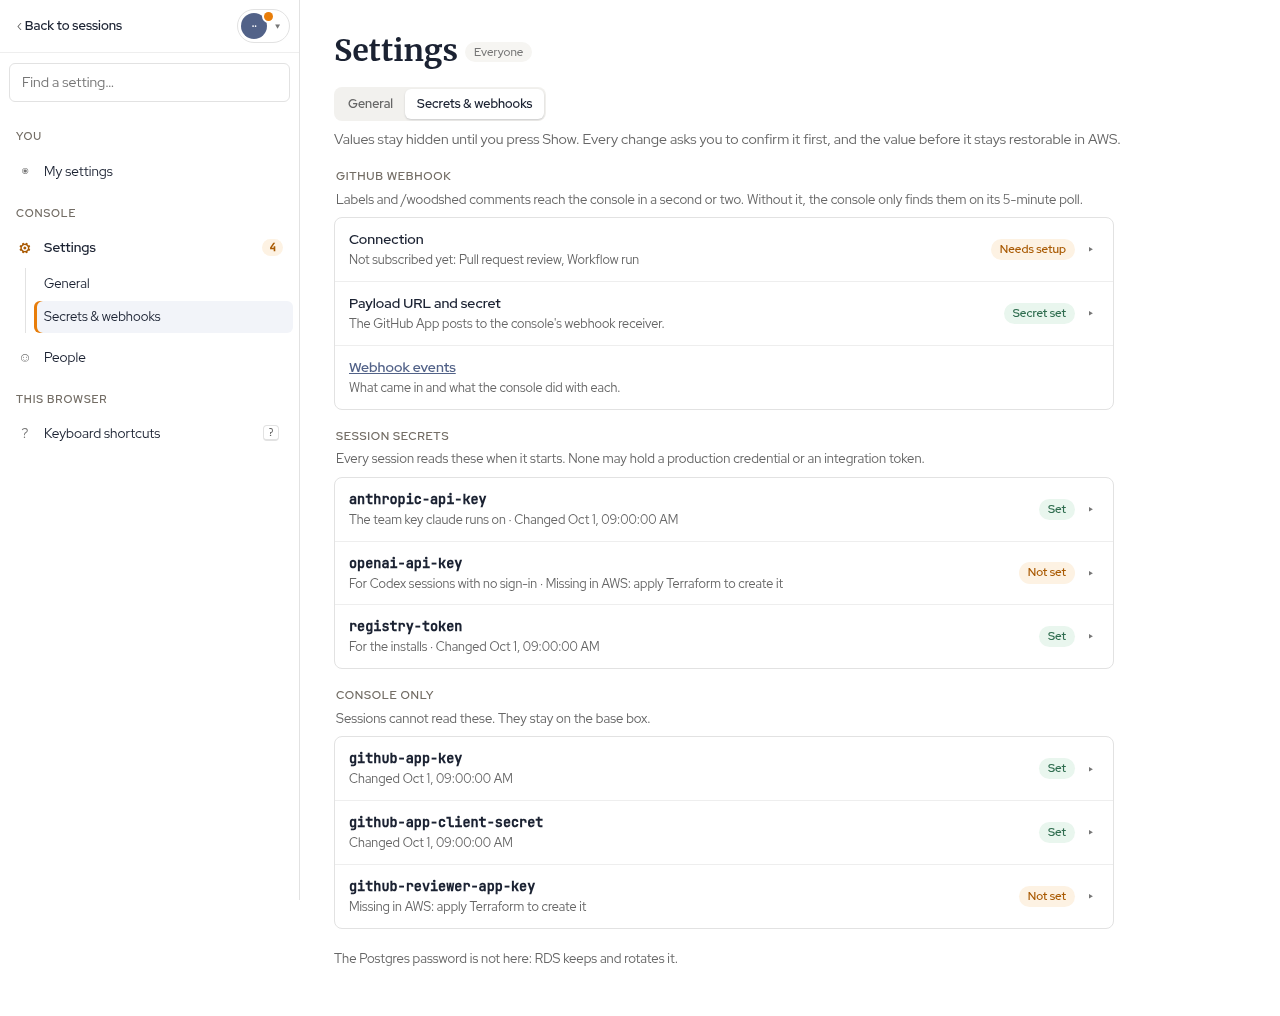 ‹ Back to sessions
Find a setting...
YOU
My settings
CONSOLE
Settings 4
General
Secrets & webhooks
People
THIS BROWSER
? Keyboard shortcuts ?
Settings Everyone
General Secrets & webhooks
Values stay hidden until you press Show. Every change asks you to confirm it first, and the value before it stays restorable in AWS.
GITHUB WEBHOOK
Labels and /woodshed comments reach the console in a second or two. Without it, the console only finds them on its 5-minute poll.
Connection
Not subscribed yet: Pull request review, Workflow run
Needs setup
Payload URL and secret
The GitHub App posts to the console's webhook receiver.
Secret set
Webhook events
What came in and what the console did with each.
SESSION SECRETS
Every session reads these when it starts. None may hold a production credential or an integration token.
anthropic-api-key
The team key claude runs on · Changed Oct 1, 09:00:00 AM
Set
openai-api-key
For Codex sessions with no sign-in · Missing in AWS: apply Terraform to create it
Not set
registry-token
For the installs · Changed Oct 1, 09:00:00 AM
Set
CONSOLE ONLY
Sessions cannot read these. They stay on the base box.
github-app-key
Changed Oct 1, 09:00:00 AM
Set
github-app-client-secret
Changed Oct 1, 09:00:00 AM
Set
github-reviewer-app-key
Missing in AWS: apply Terraform to create it
Not set
The Postgres password is not here: RDS keeps and rotates it.